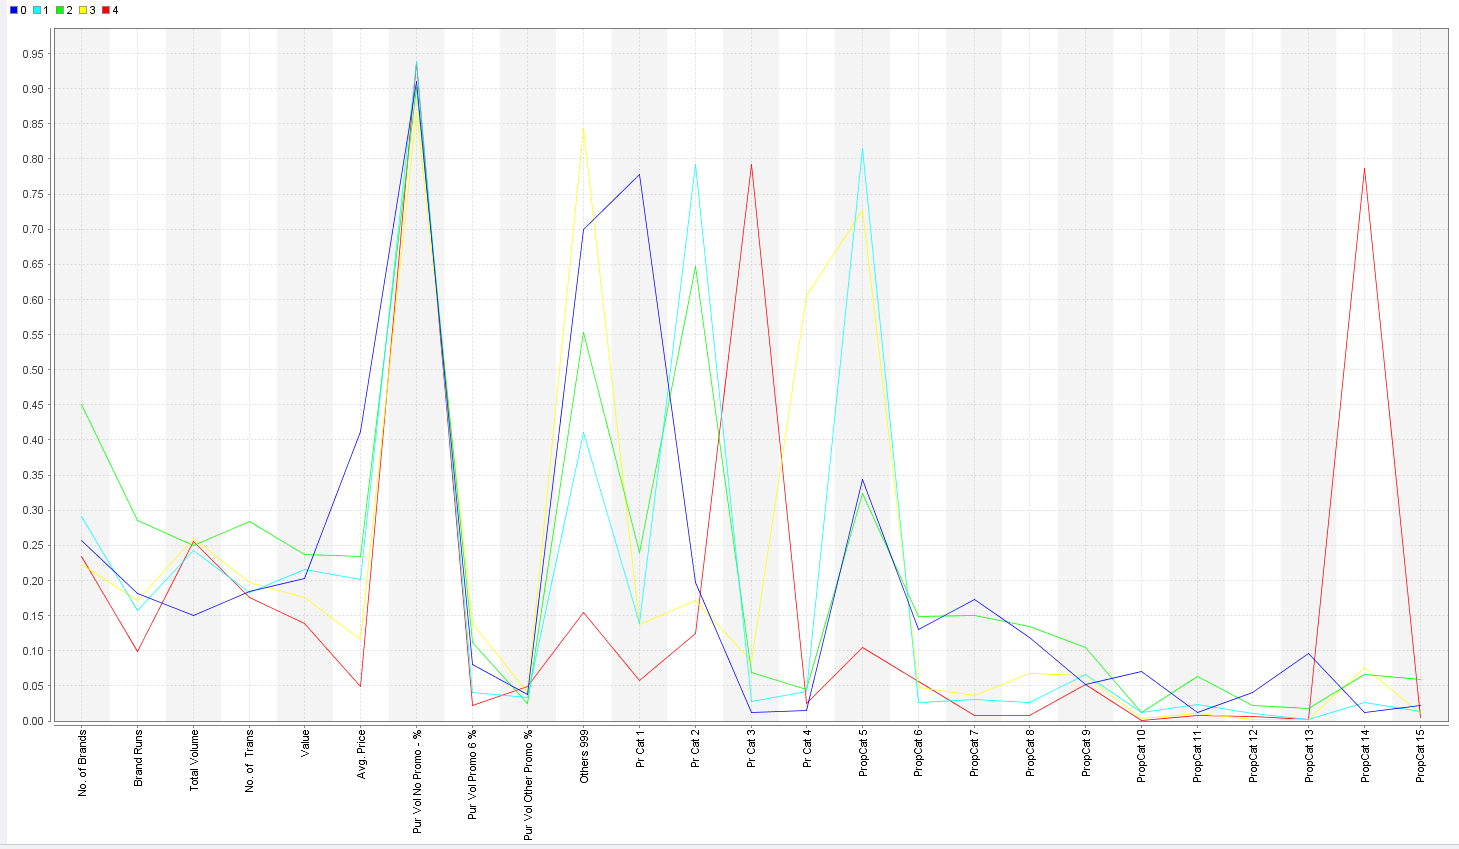 0 1 2 3 4
0.95
0.90
0.85
0.80
0.75
0.70
0.65
0.60
0.55
0.50
0.45
0.40
0.35
0.30
0.25
0.20
0.15
0.10
0.05
0.00
No. of Brands
Brand Runs
Total Volume
No. of  Trans
Value
Avg. Price
Pur Vol No Promo - %
Pur Vol Promo 6 %
Pur Vol Other Promo %
Others 999
Pr Cat 1
Pr Cat 2
Pr Cat 3
Pr Cat 4
PropCat 5
PropCat 6
PropCat 7
PropCat 8
PropCat 9
PropCat 10
PropCat 11
PropCat 12
PropCat 13
PropCat 14
PropCat 15